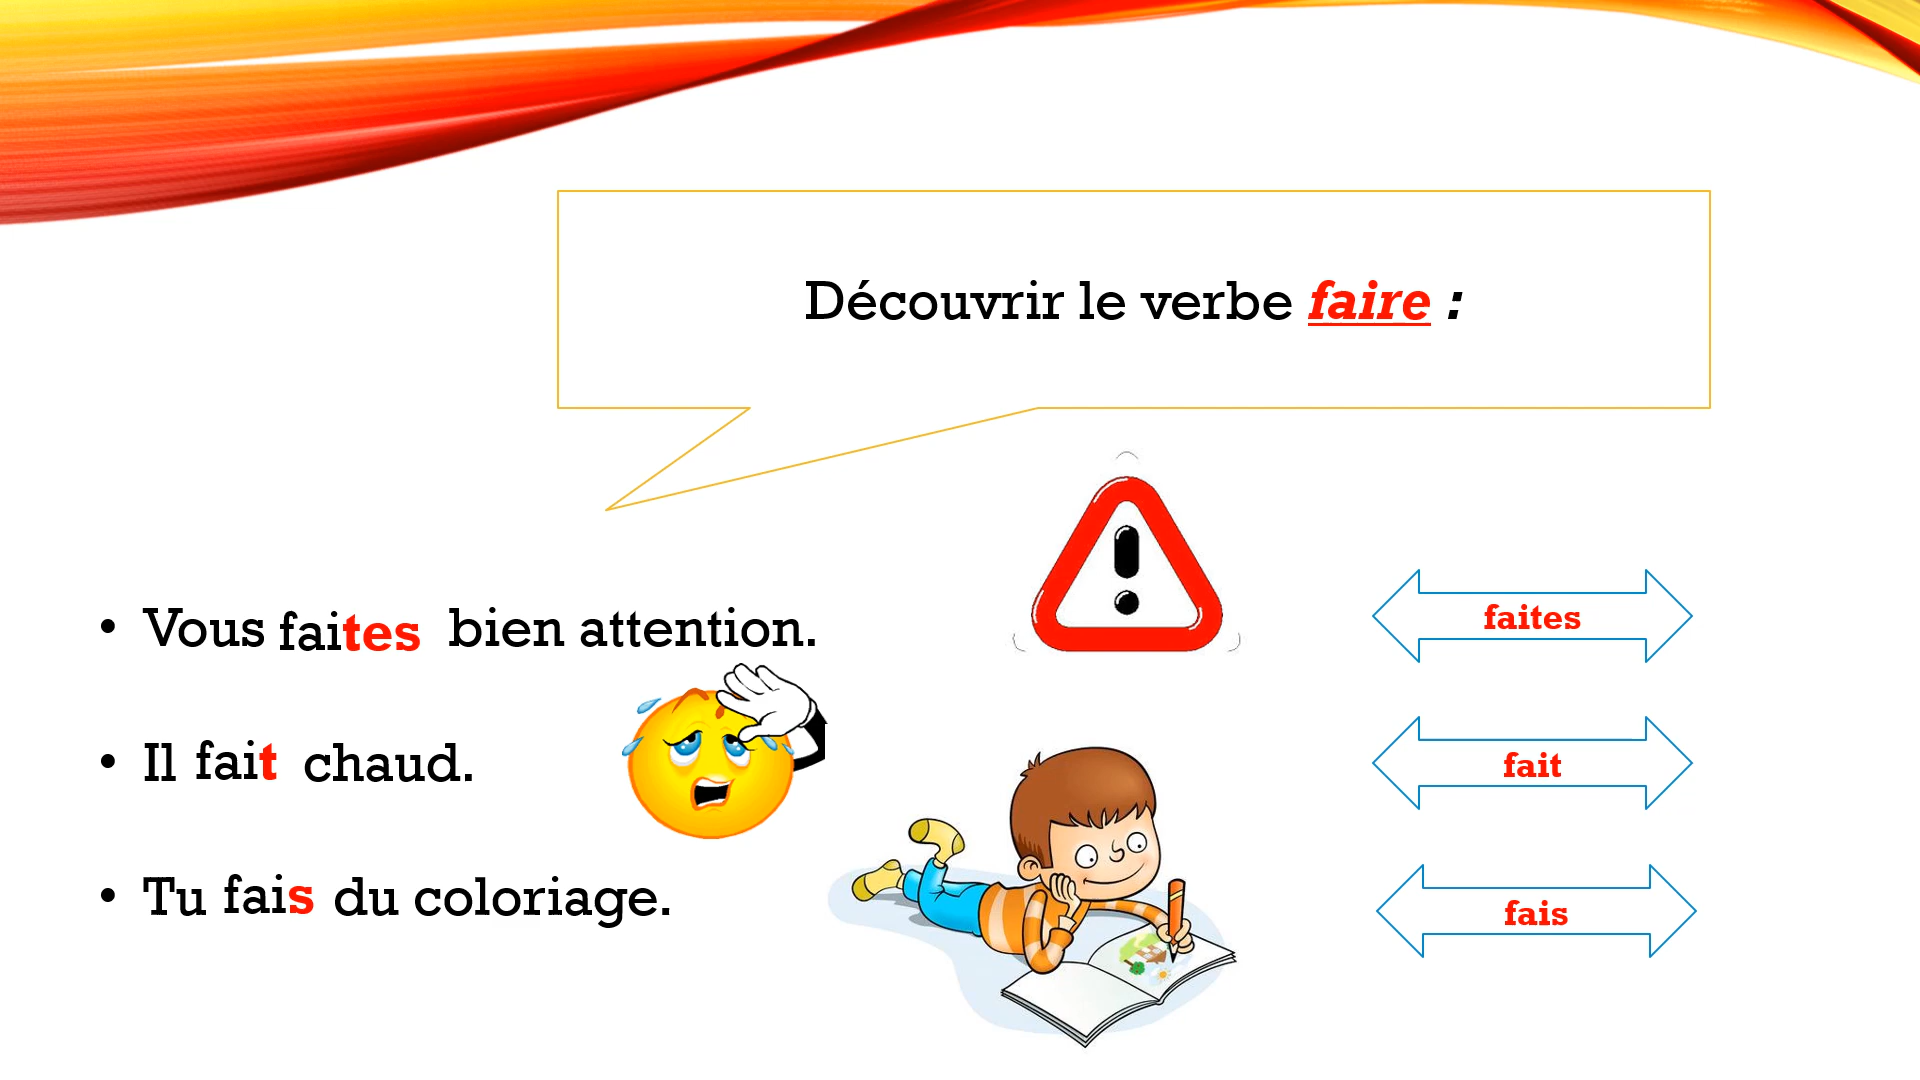 Découvrir le verbe faire :
• Vous faites bien attention.
faites
• Il fait chaud.
fait
• Tu fais du coloriage.
fais